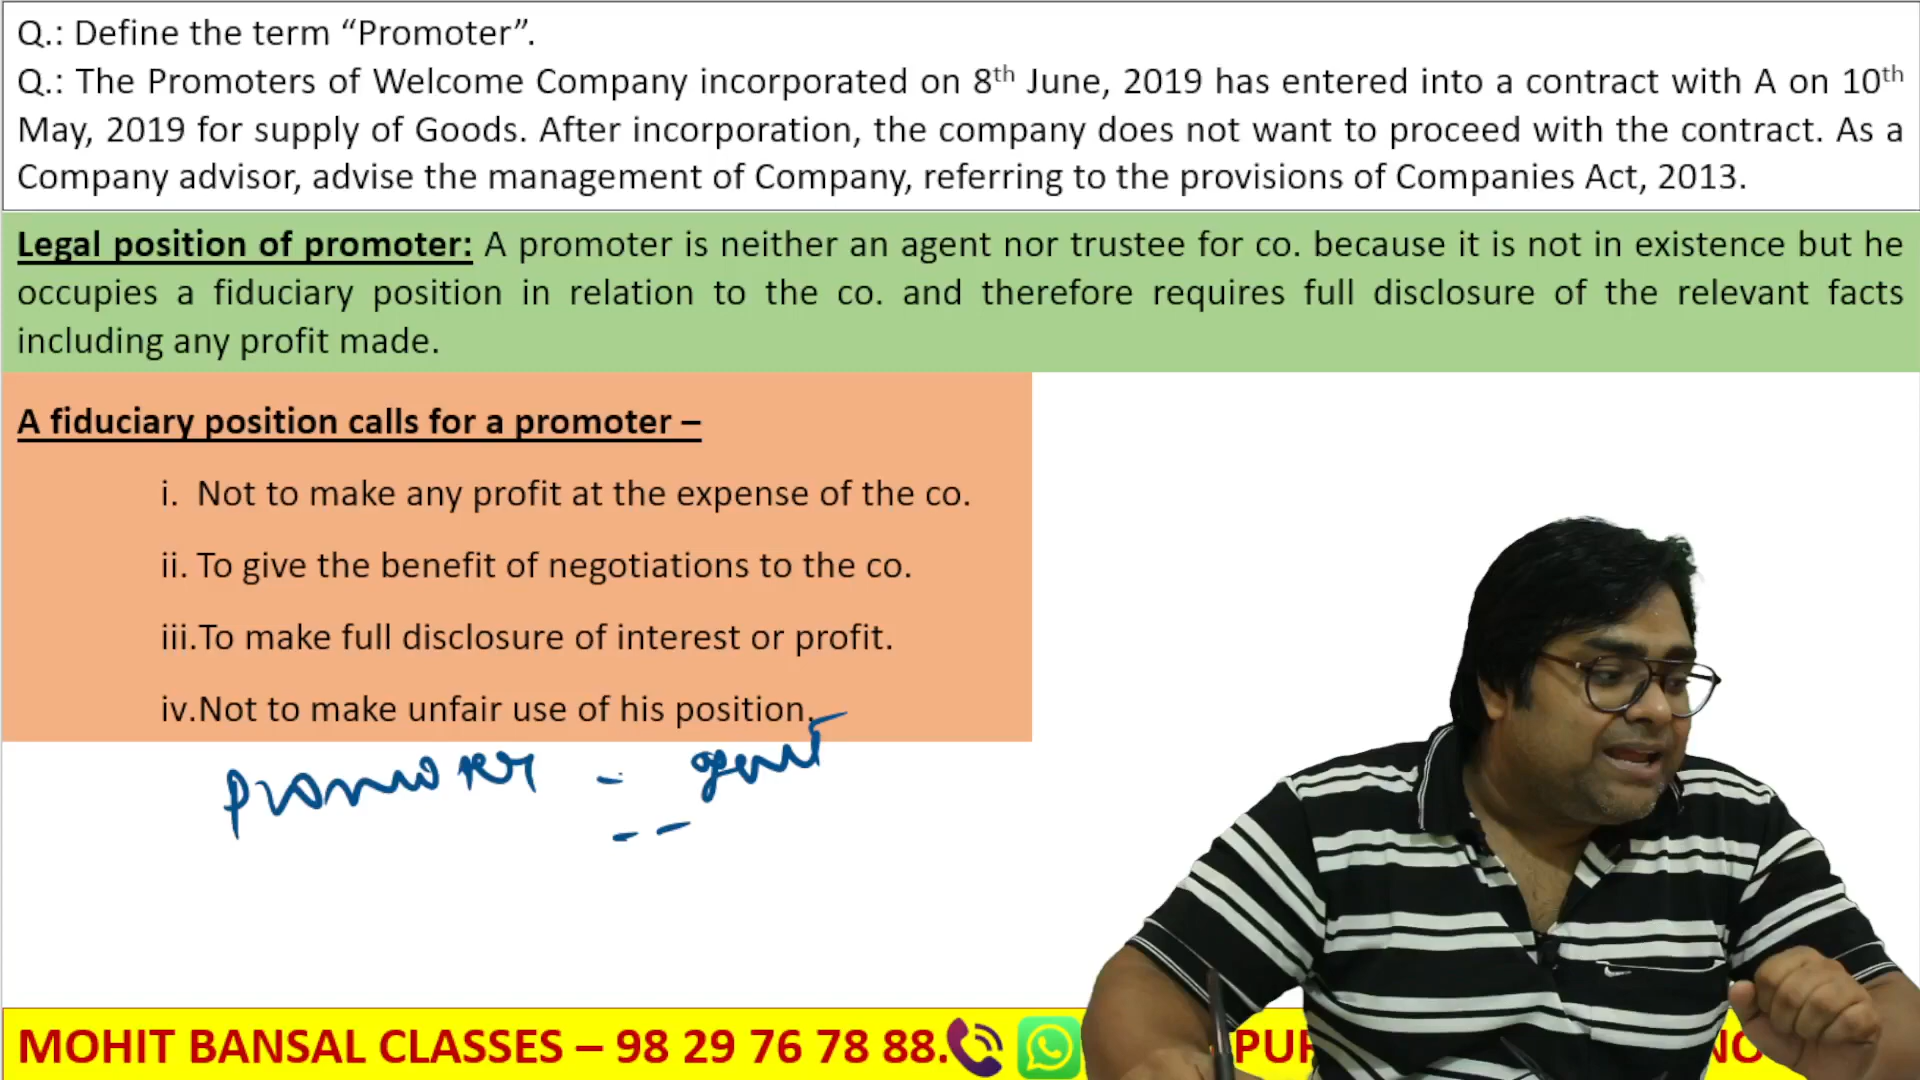 Q.: Define the term “Promoter”.
Q.: The Promoters of Welcome Company incorporated on 8th June, 2019 has entered into a contract with A on 10th
May, 2019 for supply of Goods. After incorporation, the company does not want to proceed with the contract. As a
Company advisor, advise the management of Company, referring to the provisions of Companies Act, 2013.
Legal position of promoter: A promoter is neither an agent nor trustee for co. because it is not in existence but he
occupies a fiduciary position in relation to the co. and therefore requires full disclosure of the relevant facts
including any profit made.
A fiduciary position calls for a promoter –
i. Not to make any profit at the expense of the co.
ii. To give the benefit of negotiations to the co.
iii.To make full disclosure of interest or profit.
iv.Not to make unfair use of his position.
promoter -
MOHIT BANSAL CLASSES – 98 29 76 78 88.